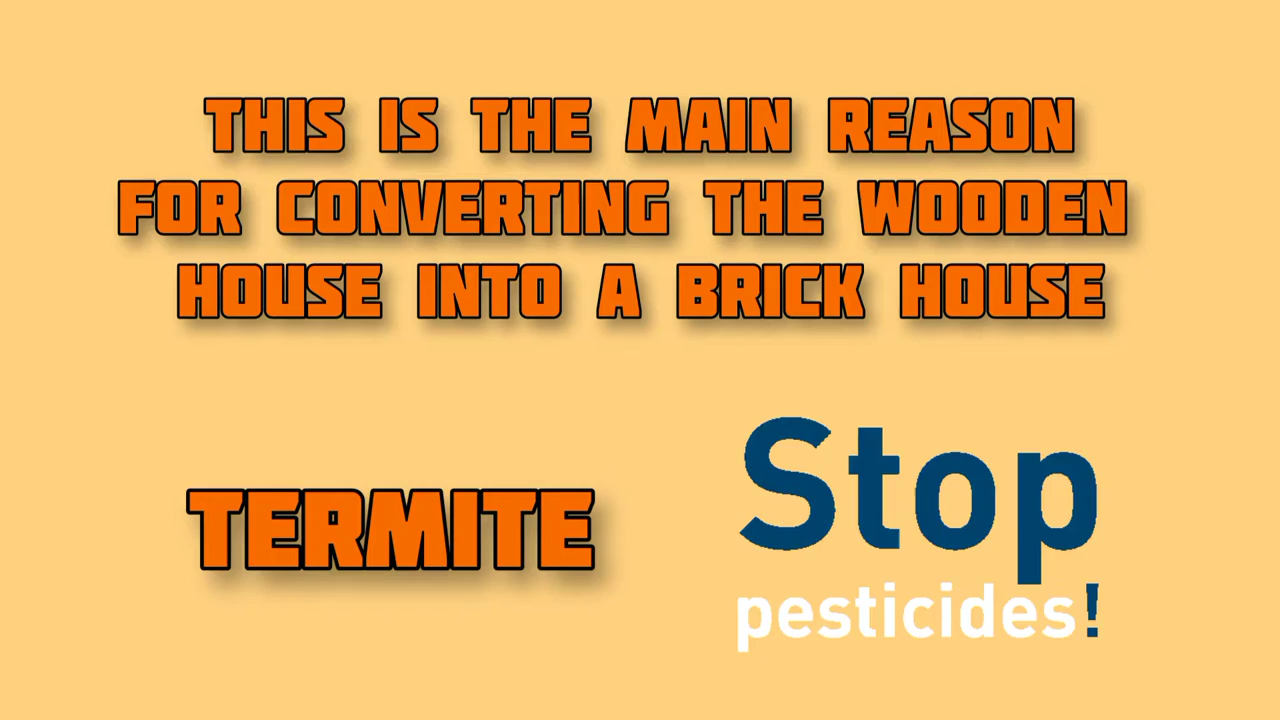 THIS IS THE MAIN REASON
FOR CONVERTING THE WOODEN
HOUSE INTO A BRICK HOUSE
TERMITE
Stop
pesticides!